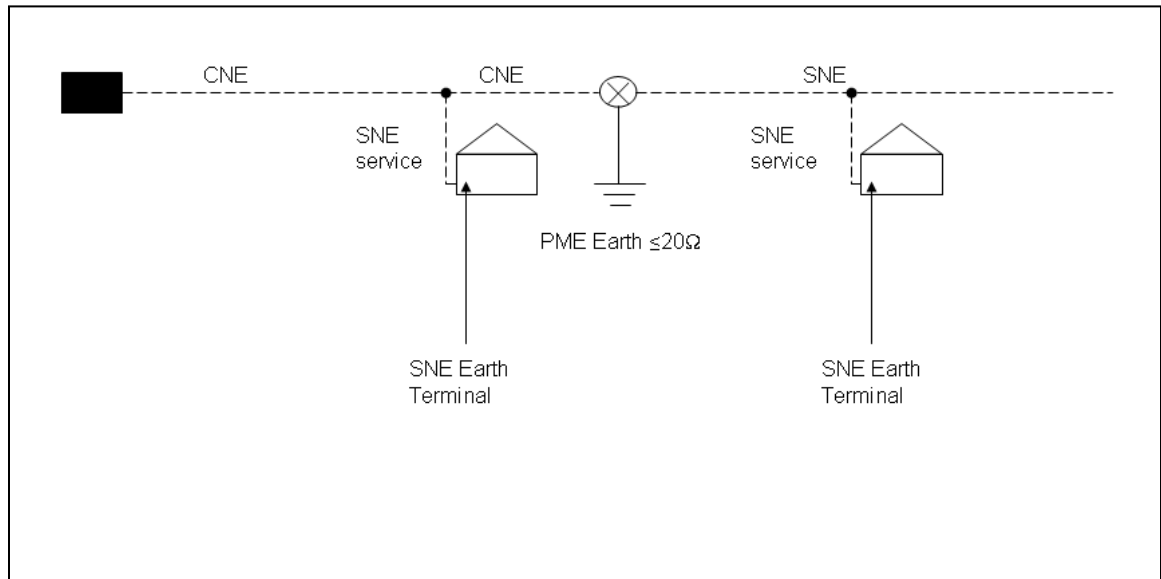 CNE
CNE
SNE
SNE
service
SNE
service
PME Earth ≤20Ω
SNE Earth
Terminal
SNE Earth
Terminal